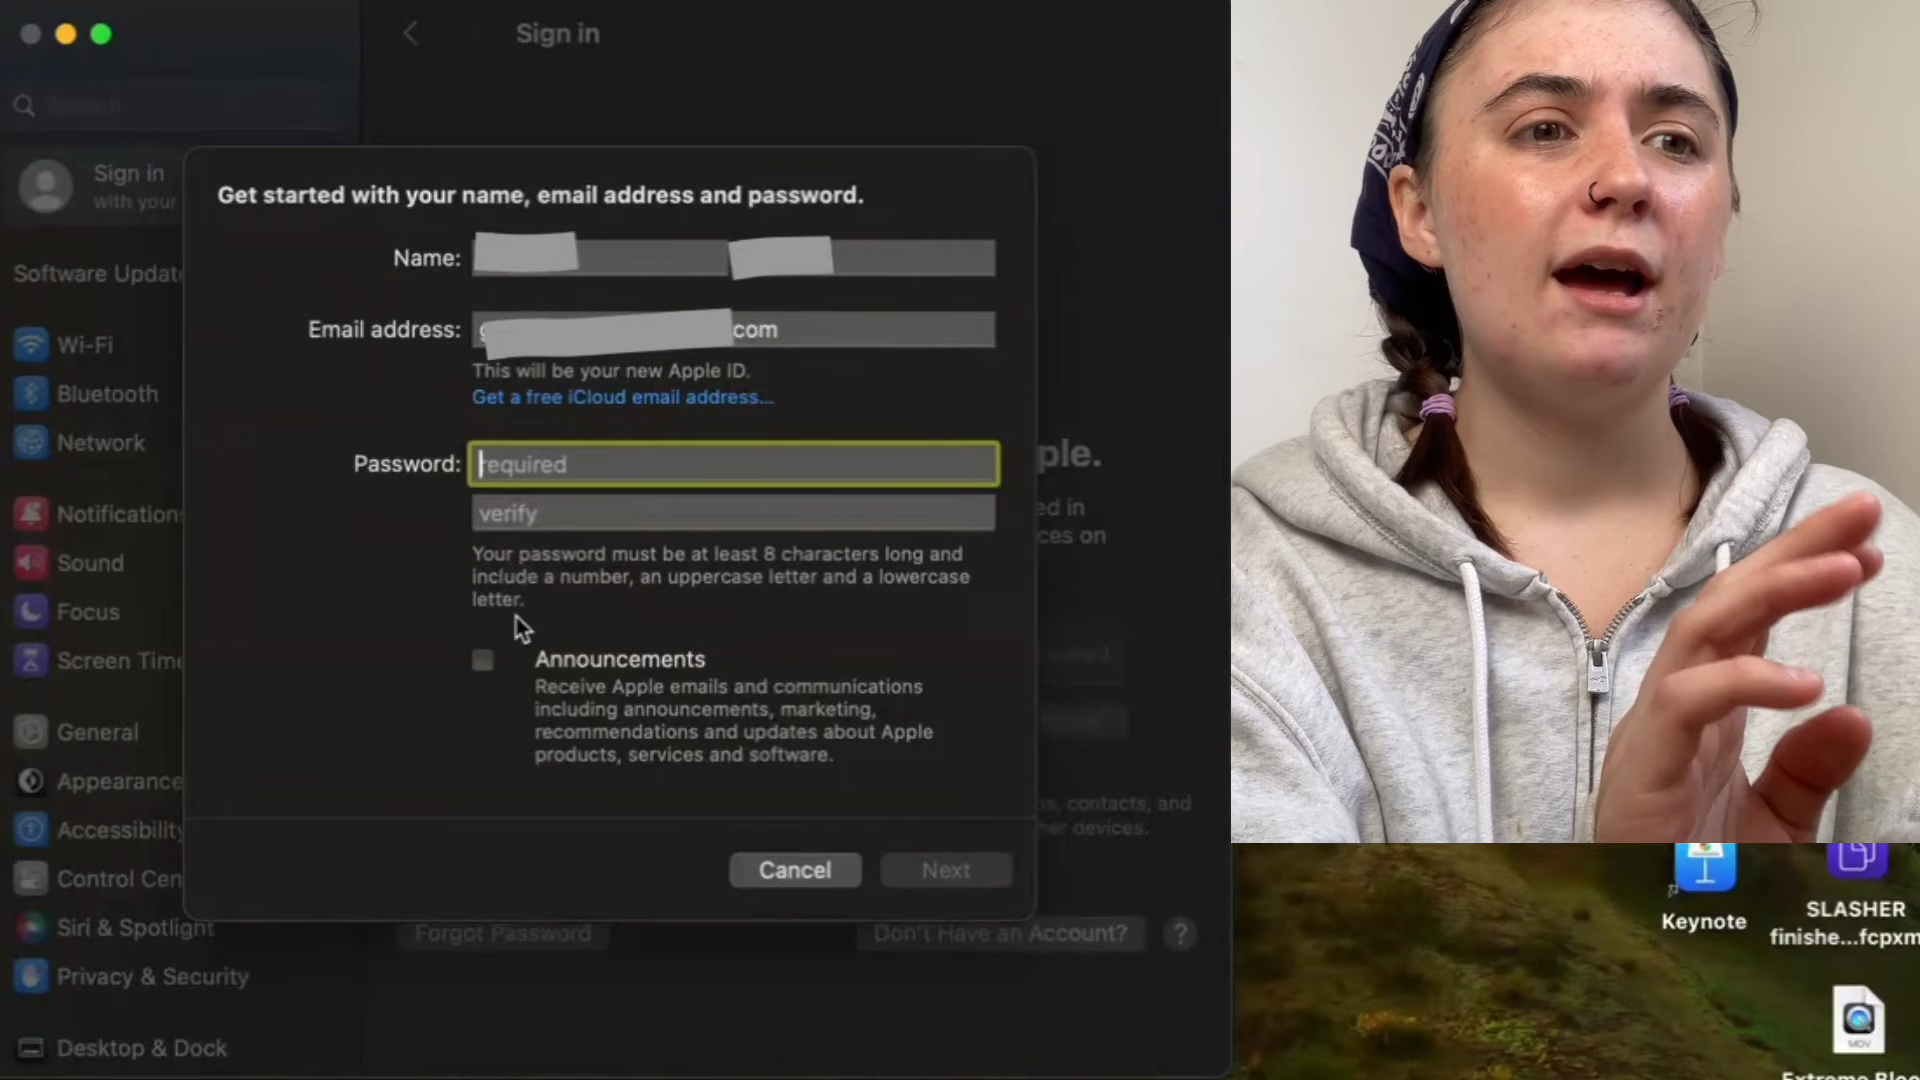 Sign in
Search
Sign in
with your
Get started with your name, email address and password.
Name:
Email address:
com
This will be your new Apple ID.
Get a free iCloud email address...
Password:
required
verify
Your password must be at least 8 characters long and
include a number, an uppercase letter and a lowercase
letter.
Announcements
Receive Apple emails and communications
including announcements, marketing,
recommendations and updates about Apple
products, services and software.
Cancel
Next
Software Updat
Wi-Fi
Bluetooth
Network
Notification
Sound
Focus
Screen Time
General
Appearance
Accessibility
Control Cen
Siri & Spotlight
Privacy & Security
Desktop & Dock
ple.
ed in
ces on
contacts, and
her devices.
Forgot Password
Don't Have an Account?
?
Keynote
SLASHER
finishe...fcpxm
MOV